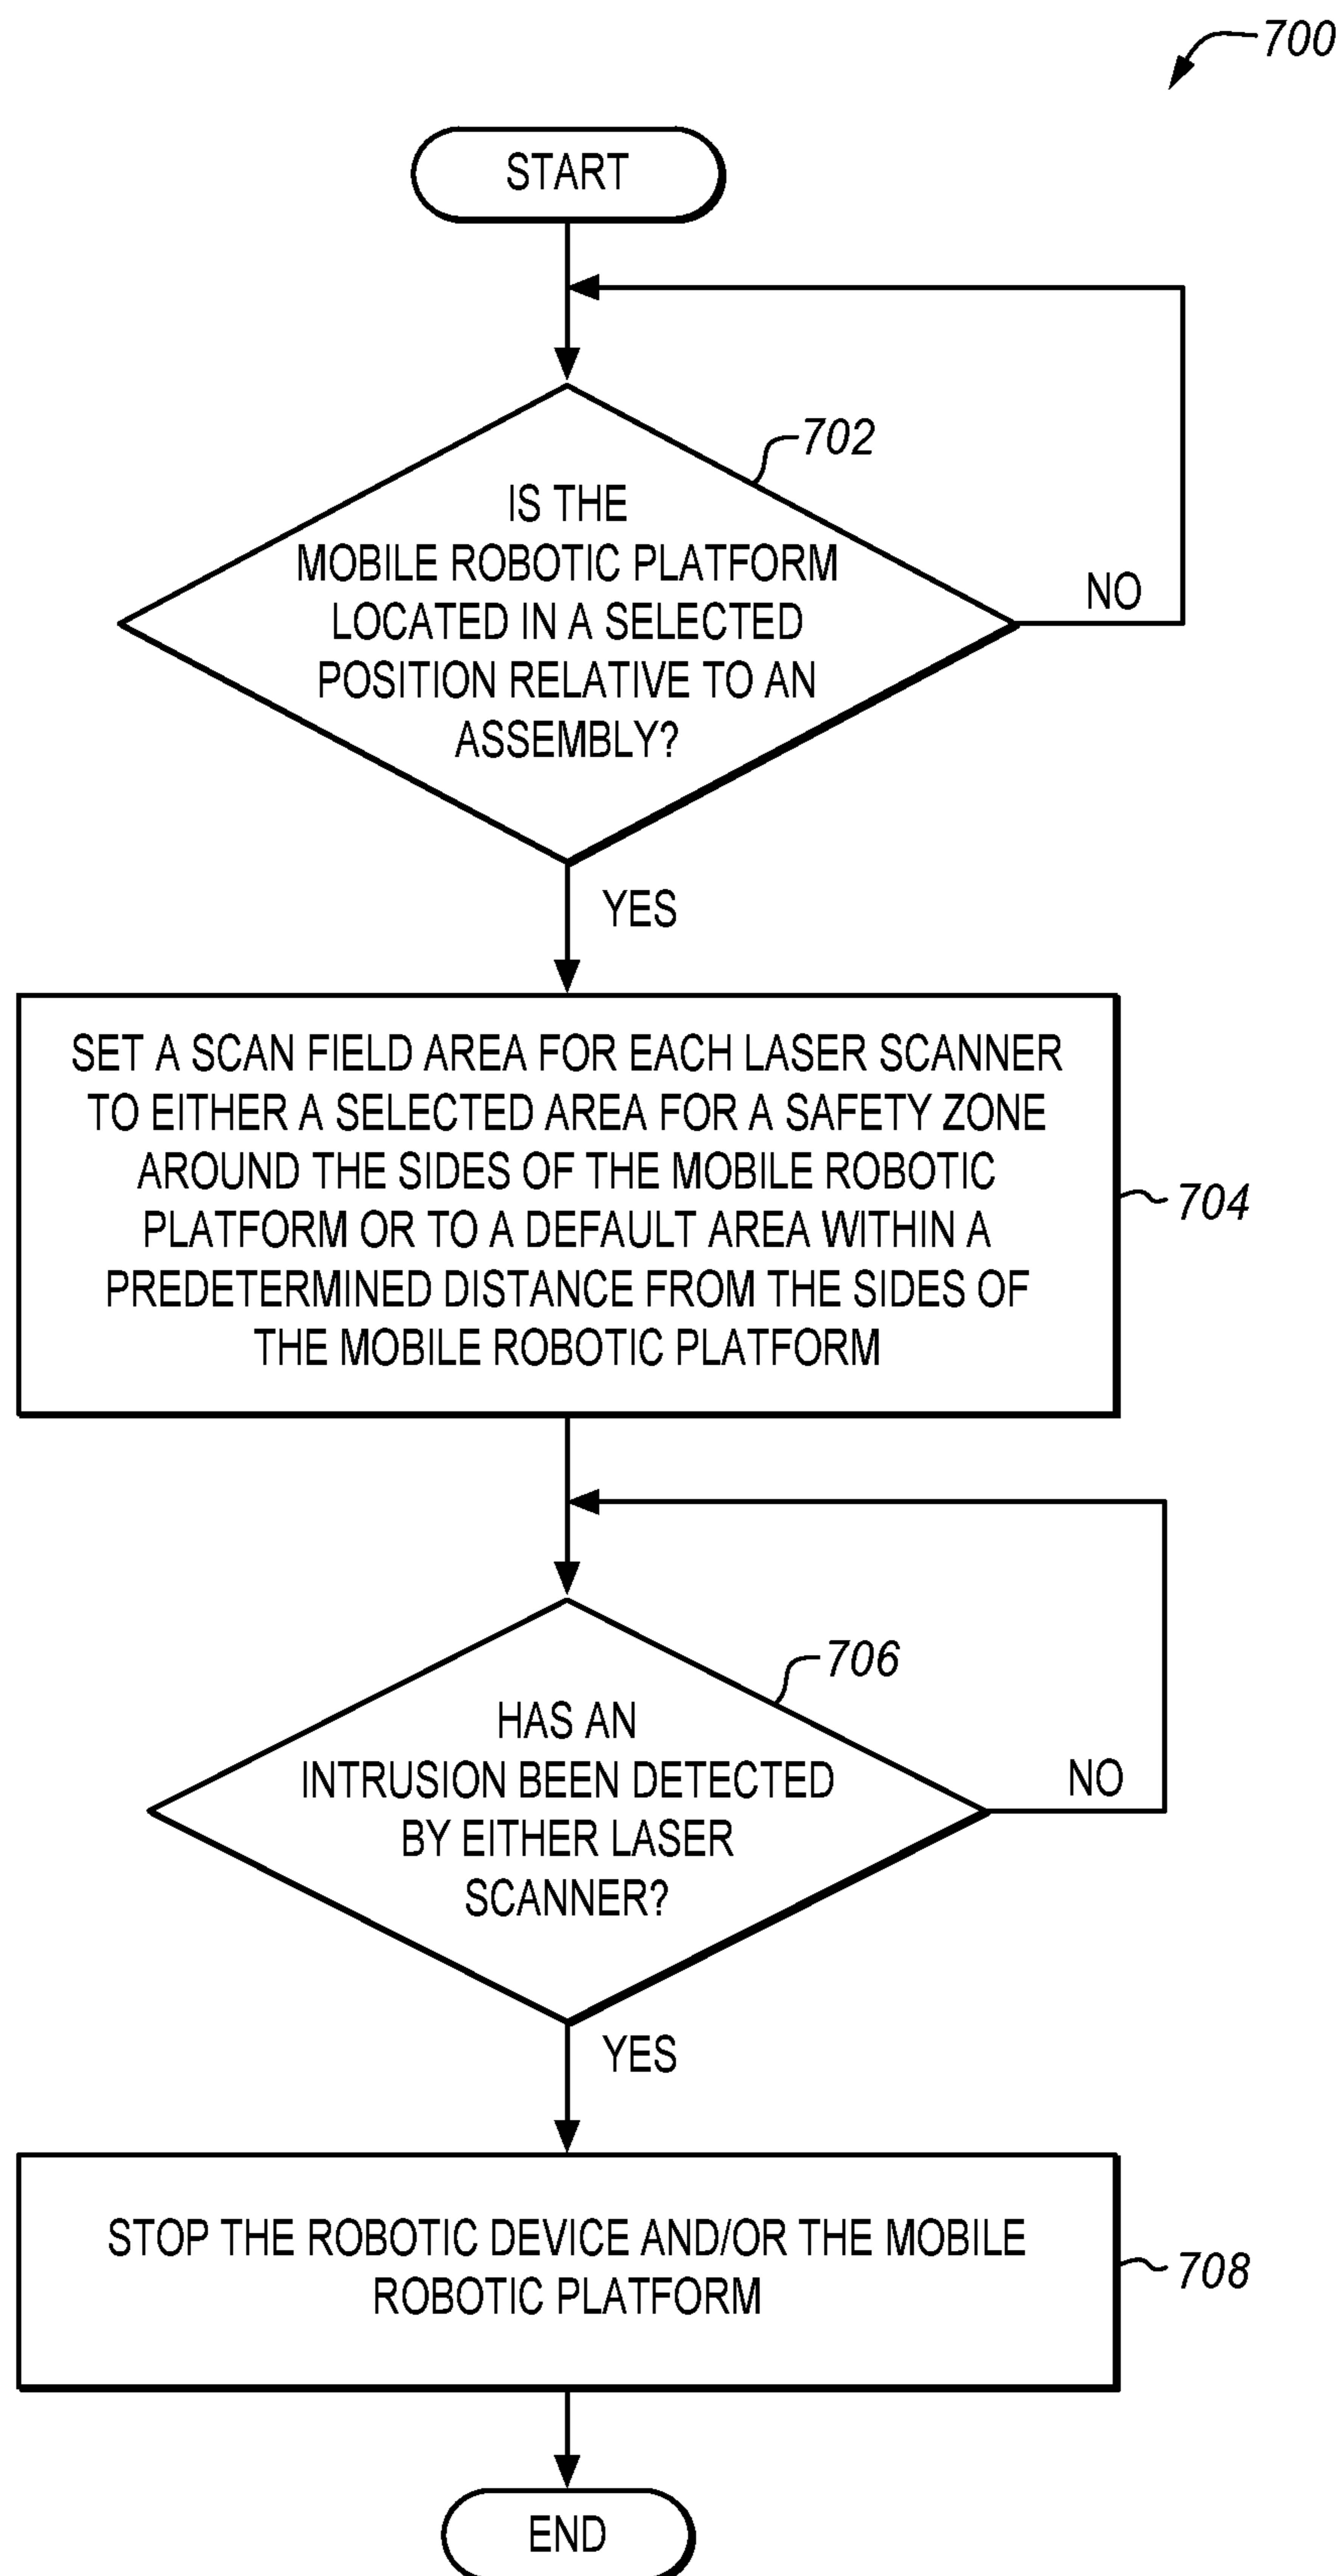 700
START
702
IS THE
MOBILE ROBOTIC PLATFORM
LOCATED IN A SELECTED
POSITION RELATIVE TO AN
ASSEMBLY?
NO
YES
SET A SCAN FIELD AREA FOR EACH LASER SCANNER
TO EITHER A SELECTED AREA FOR A SAFETY ZONE
AROUND THE SIDES OF THE MOBILE ROBOTIC
PLATFORM OR TO A DEFAULT AREA WITHIN A
PREDETERMINED DISTANCE FROM THE SIDES OF
THE MOBILE ROBOTIC PLATFORM
704
706
HAS AN
INTRUSION BEEN DETECTED
BY EITHER LASER
SCANNER?
NO
YES
STOP THE ROBOTIC DEVICE AND/OR THE MOBILE
ROBOTIC PLATFORM
708
END